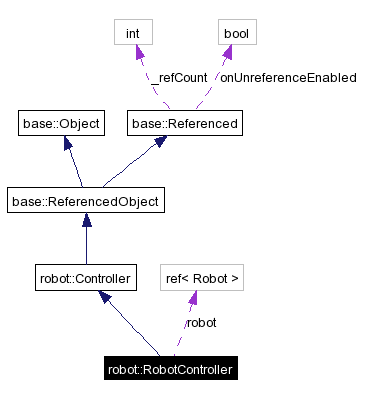 int
bool
_refCount
onUnreferenceEnabled
base::Object
base::Referenced
base::ReferencedObject
robot::Controller
ref< Robot >
robot
robot::RobotController